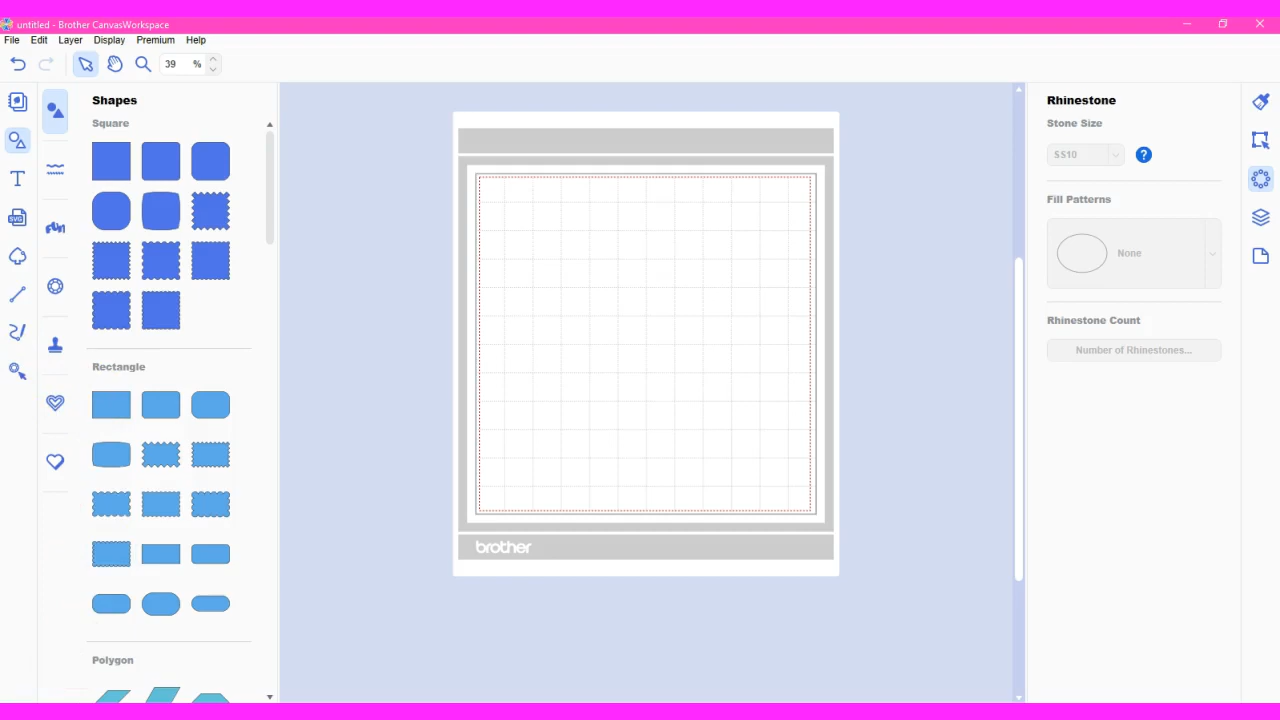 untitled - Brother CanvasWorkspace
File Edit Layer Display Premium Help
39 %
Shapes
Square
Rectangle
Polygon
T
SVG
brother
Rhinestone
Stone Size
SS10
?
Fill Patterns
None
Rhinestone Count
Number of Rhinestones...